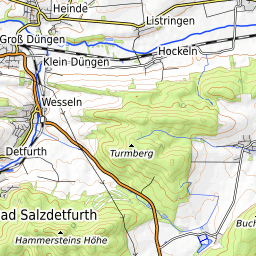 Heinde
Listringen
Groß Düngen
Hockeln
Klein Düngen
Wesseln
Detfurth
Turmberg
ad Salzdetfurth
Buch
Hammersteins Höhe